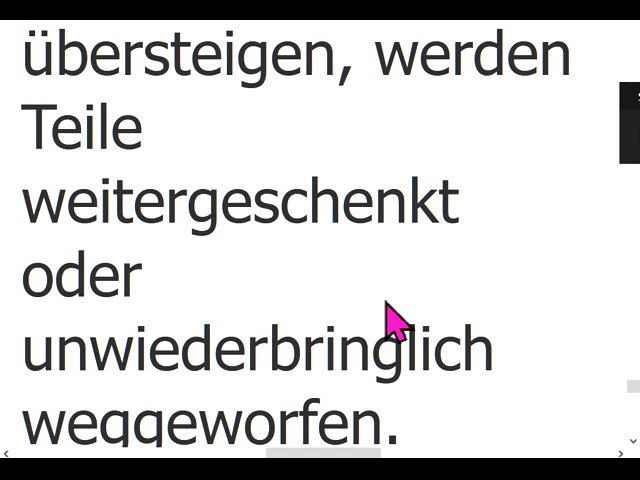 übersteigen, werden
Teile
weitergeschenkt
oder
unwiederbringlich
weggeworfen.